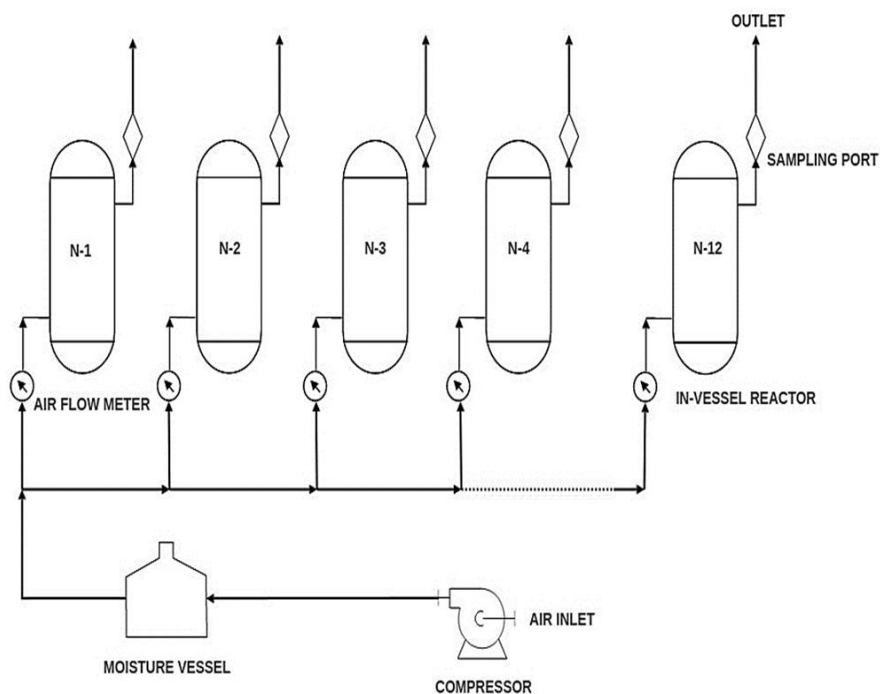 OUTLET
SAMPLING PORT
N-1
N-2
N-3
N-4
N-12
AIR FLOW METER
IN-VESSEL REACTOR
AIR INLET
MOISTURE VESSEL
COMPRESSOR